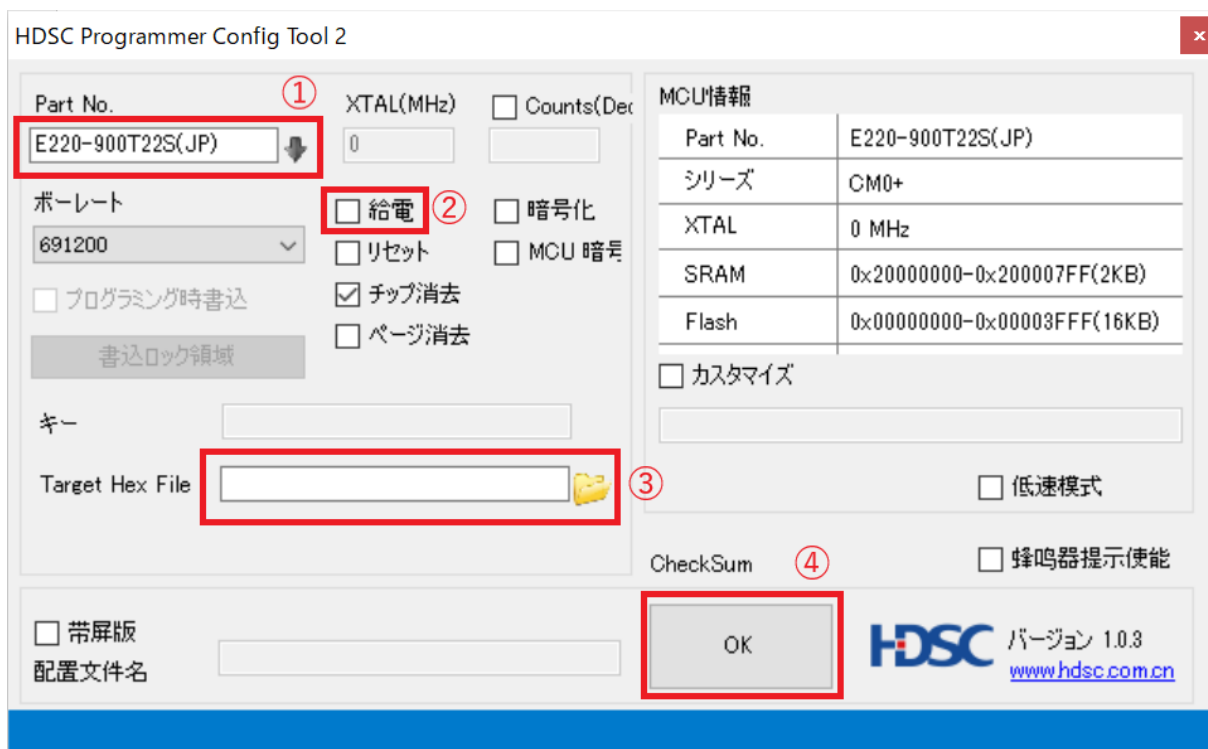 HDSC Programmer Config Tool 2
×
Part No.
①
XTAL(MHz)
Counts(Dec
E220-900T22S(JP)
0
ボーレート
給電
②
暗号化
691200
リセット
MCU 暗号
プログラミング時書込
チップ消去
ページ消去
書込ロック領域
キー
Target Hex File
③
MCU情報
Part No.
E220-900T22S(JP)
シリーズ
CM0+
XTAL
0 MHz
SRAM
0x20000000-0x200007FF(2KB)
Flash
0x00000000-0x00003FFF(16KB)
カスタマイズ
低速模式
CheckSum
④
蜂鸣器提示使能
带屏版
配置文件名
OK
HDSC
バージョン 1.0.3
www.hdsc.com.cn